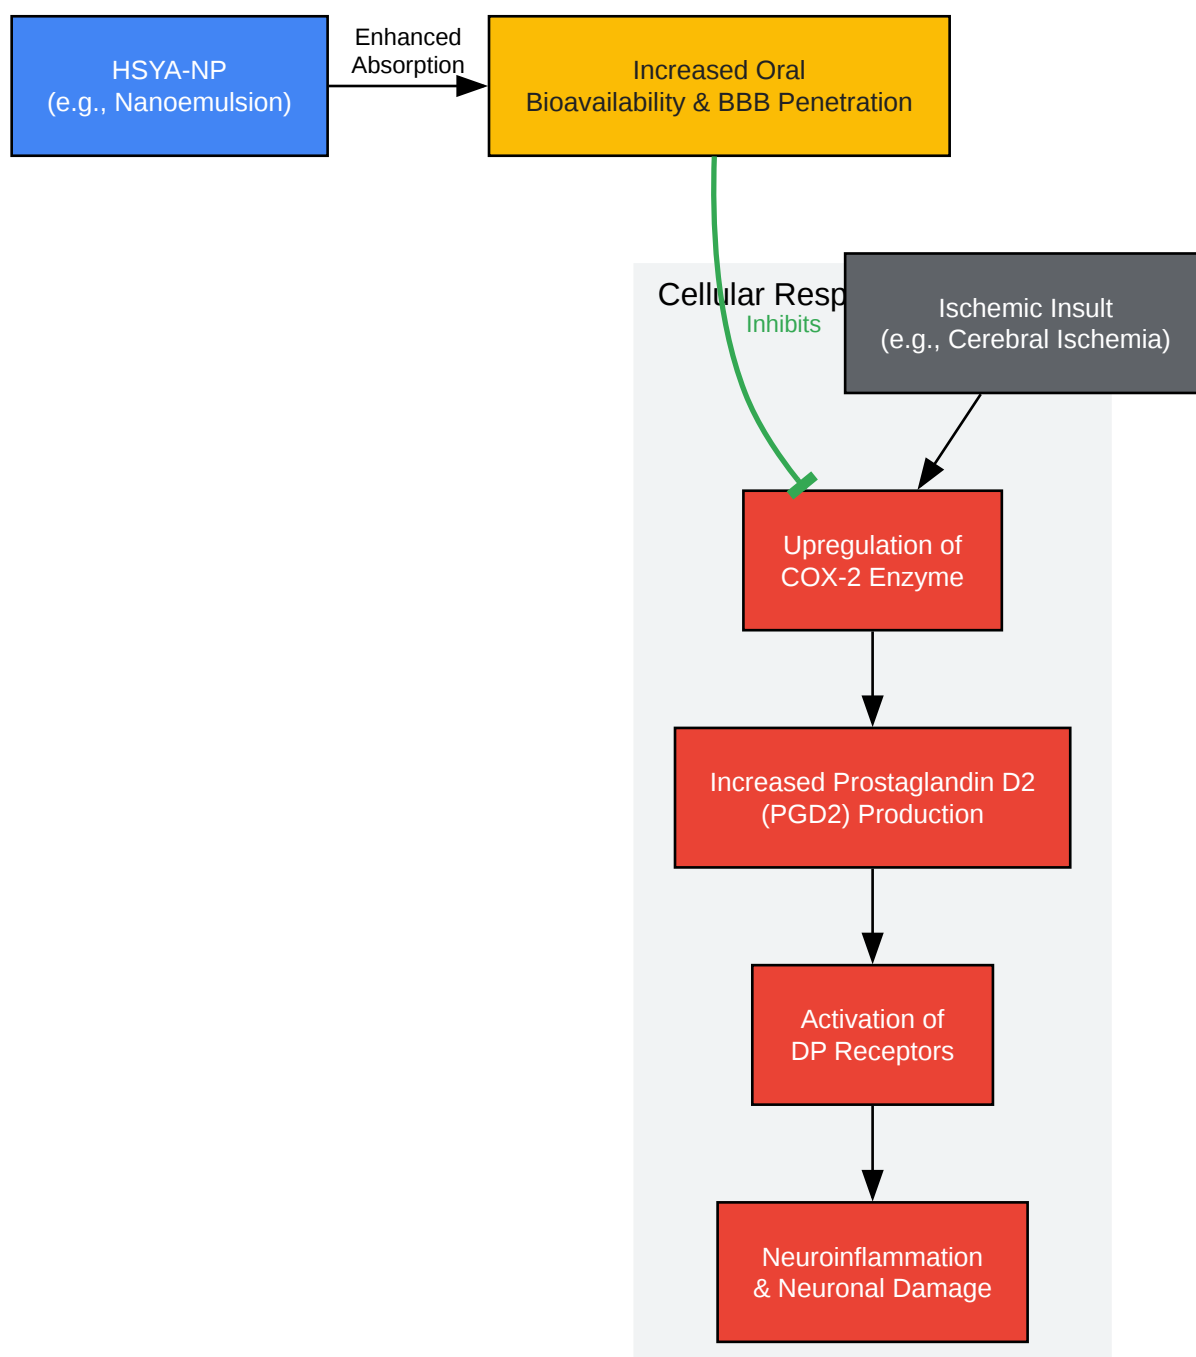 HSYA-NP
(e.g., Nanoemulsion)
Enhanced
Absorption
Increased Oral
Bioavailability & BBB Penetration
Cellular Resp
Inhibits
Ischemic Insult
(e.g., Cerebral Ischemia)
Upregulation of
COX-2 Enzyme
Increased Prostaglandin D2
(PGD2) Production
Activation of
DP Receptors
Neuroinflammation
& Neuronal Damage